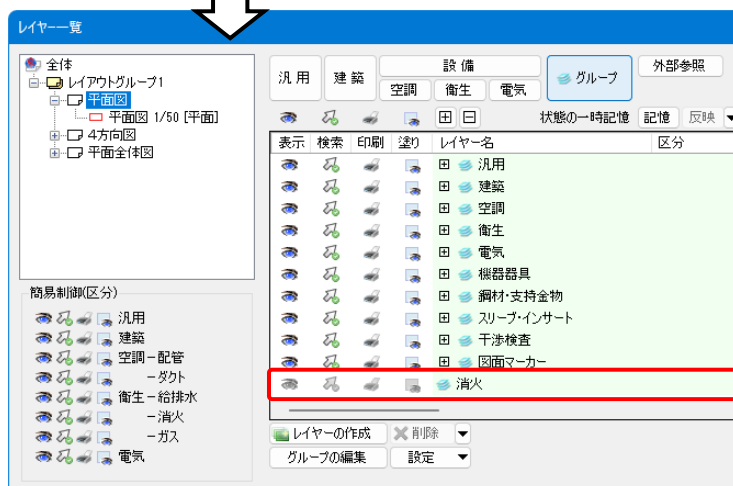 レイヤー一覧
全体
レイアウトグループ1
平面図
平面図 1/50 [平面]
4方向図
平面全体図
簡易制御(区分)
汎用
建築
空調－配管
－ダクト
衛生－給排水
－消火
－ガス
電気
汎用 建築 設備 グループ 外部参照
空調 衛生 電気
状態の一時記憶 記憶 反映
表示 検索 印刷 塗り レイヤー名 区分
汎用
建築
空調
衛生
電気
機器器具
鋼材・支持金物
スリーブ・インサート
干渉検査
図面マーカー
消火
レイヤーの作成 削除
グループの編集 設定